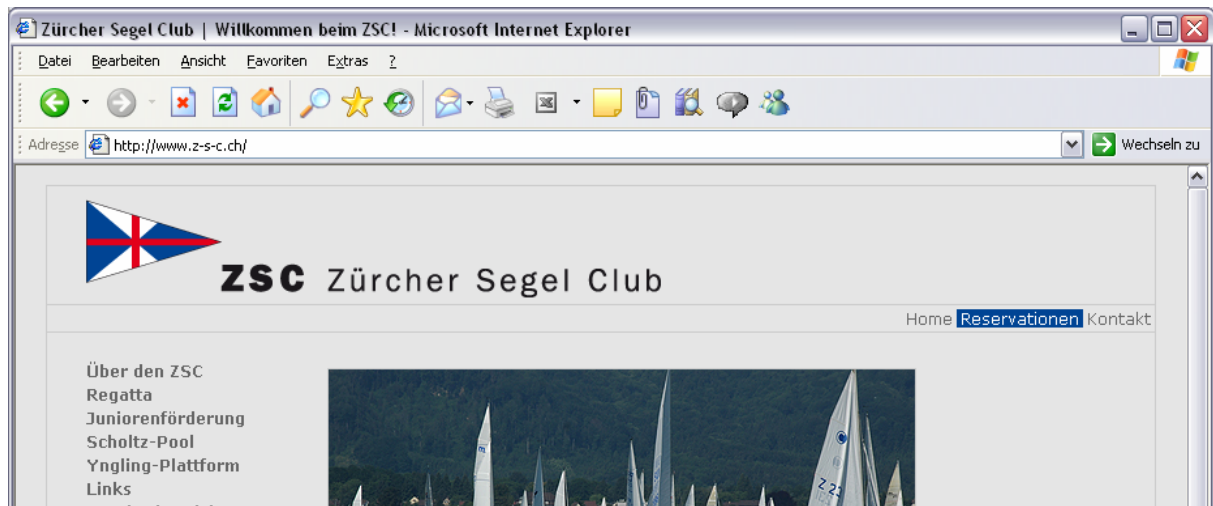 Zürcher Segel Club | Willkommen beim ZSC! - Microsoft Internet Explorer
Datei Bearbeiten Ansicht Favoriten Extras ?
Adresse http://www.z-s-c.ch/ Wechseln zu
ZSC Zürcher Segel Club
Home Reservationen Kontakt
Über den ZSC
Regatta
Juniorenförderung
Scholtz-Pool
Yngling-Plattform
Links
Z 23